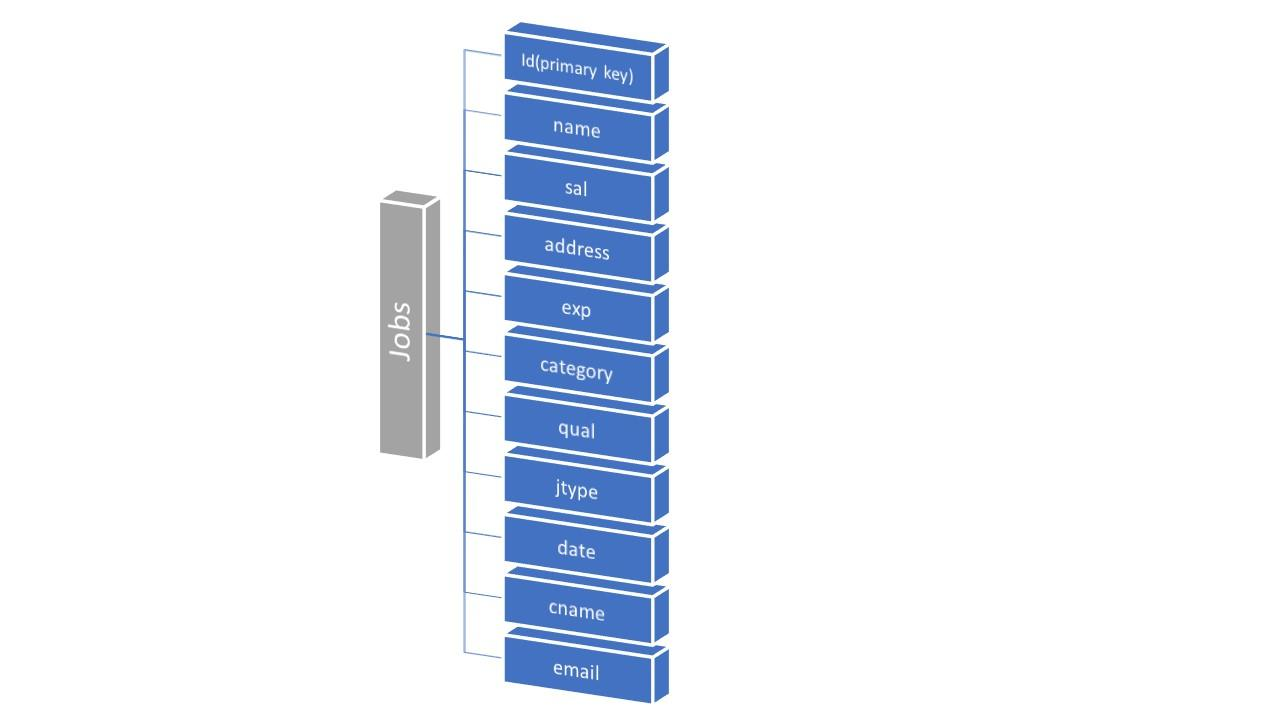 Jobs
Id(primary key)
name
sal
address
exp
category
qual
jtype
date
cname
email